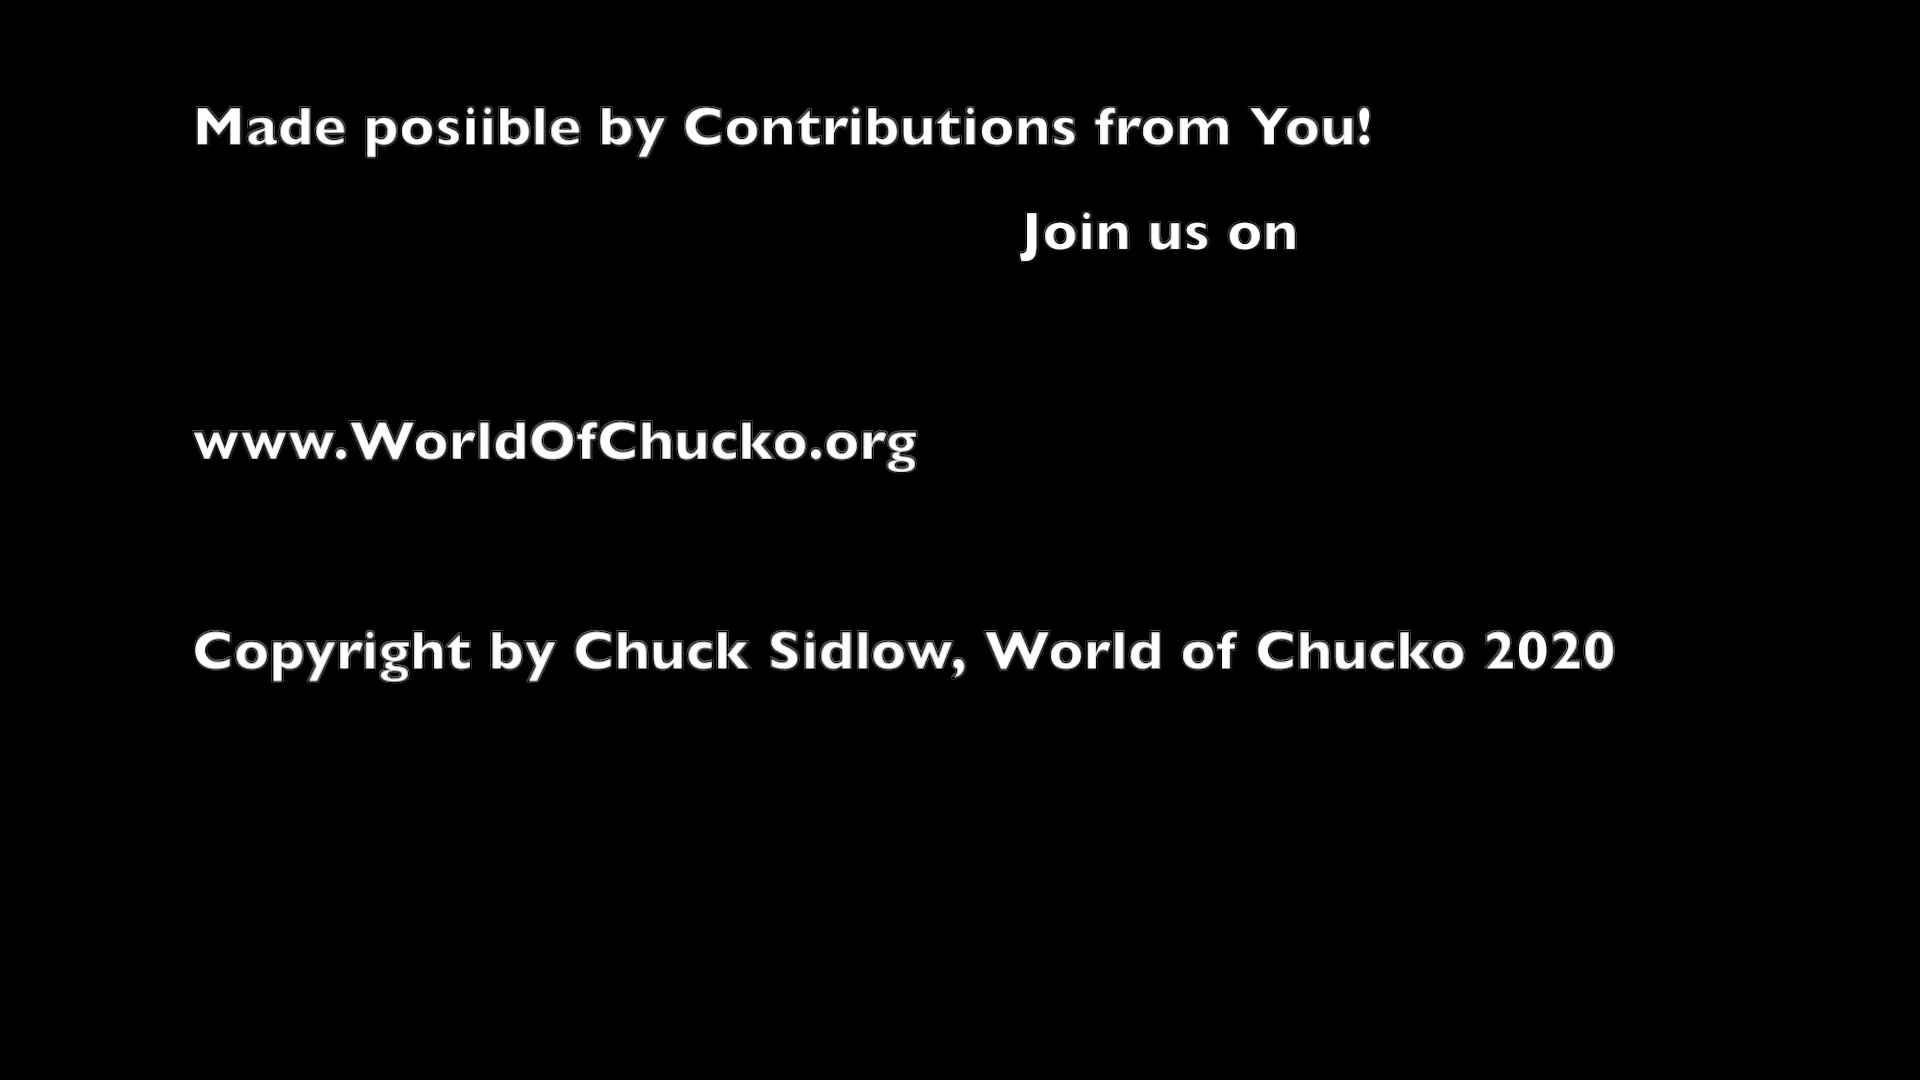 Made posiible by Contributions from You!
Join us on
www.WorldOfChucko.org
Copyright by Chuck Sidlow, World of Chucko 2020